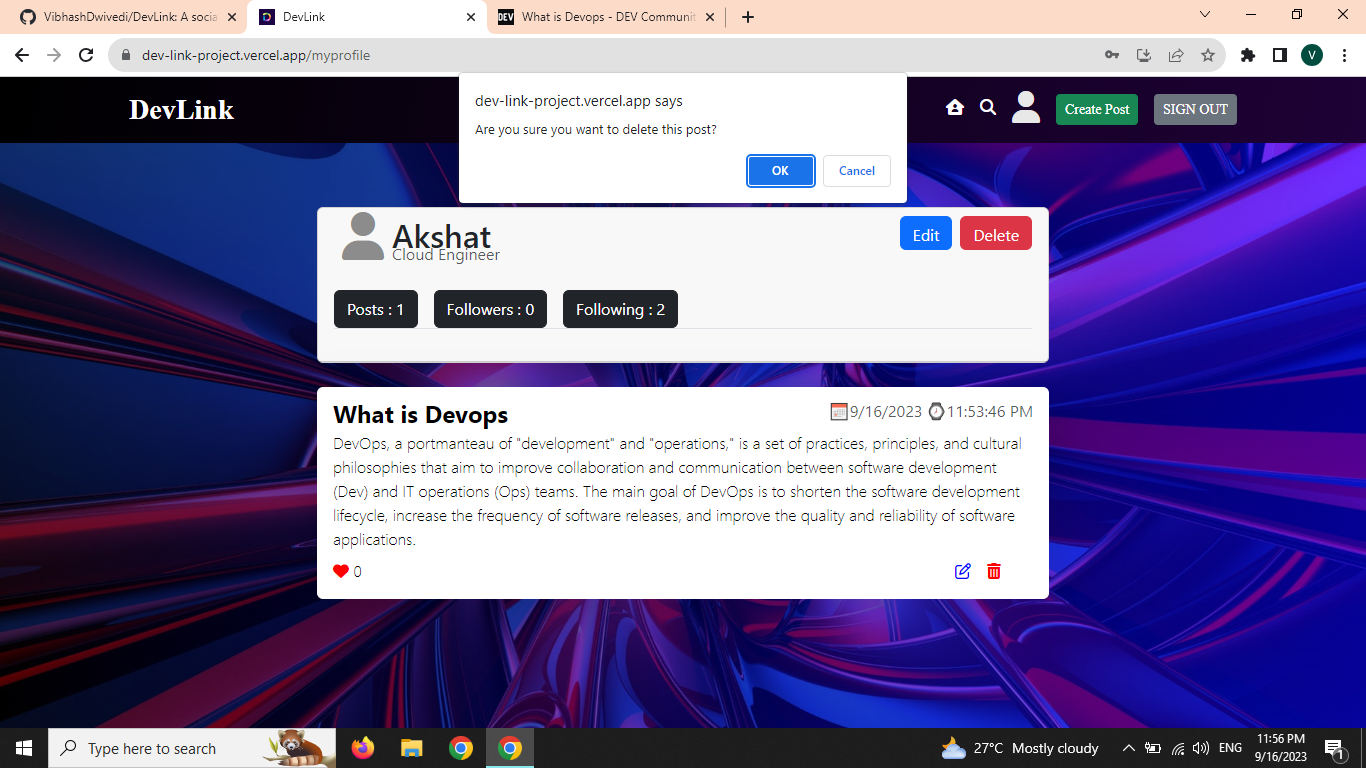 VibhashDwivedi/DevLink: A socia
DevLink
What is Devops - DEV Communit
dev-link-project.vercel.app/myprofile
V
DevLink
Create Post
SIGN OUT
dev-link-project.vercel.app says
Are you sure you want to delete this post?
OK
Cancel
Akshat
Cloud Engineer
Edit
Delete
Posts : 1
Followers : 0
Following : 2
What is Devops
9/16/2023
11:53:46 PM
DevOps, a portmanteau of "development" and "operations," is a set of practices, principles, and cultural
philosophies that aim to improve collaboration and communication between software development
(Dev) and IT operations (Ops) teams. The main goal of DevOps is to shorten the software development
lifecycle, increase the frequency of software releases, and improve the quality and reliability of software
applications.
0
Type here to search
27°C Mostly cloudy
ENG
11:56 PM
9/16/2023
1
DEV